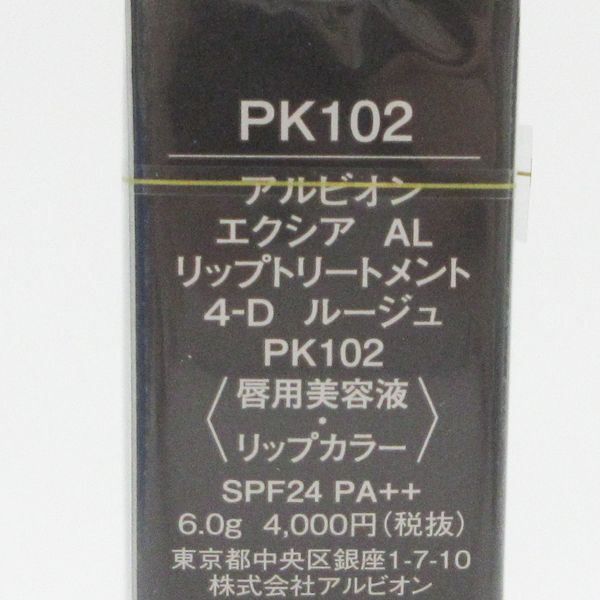 PK102
アルビオン
エクシア AL
リップトリートメント
4-D ルージュ
PK102
〈唇用美容液・リップカラー〉
SPF24 PA++
6.0g 4,000円(税抜)
東京都中央区銀座1-7-10
株式会社アルビオン